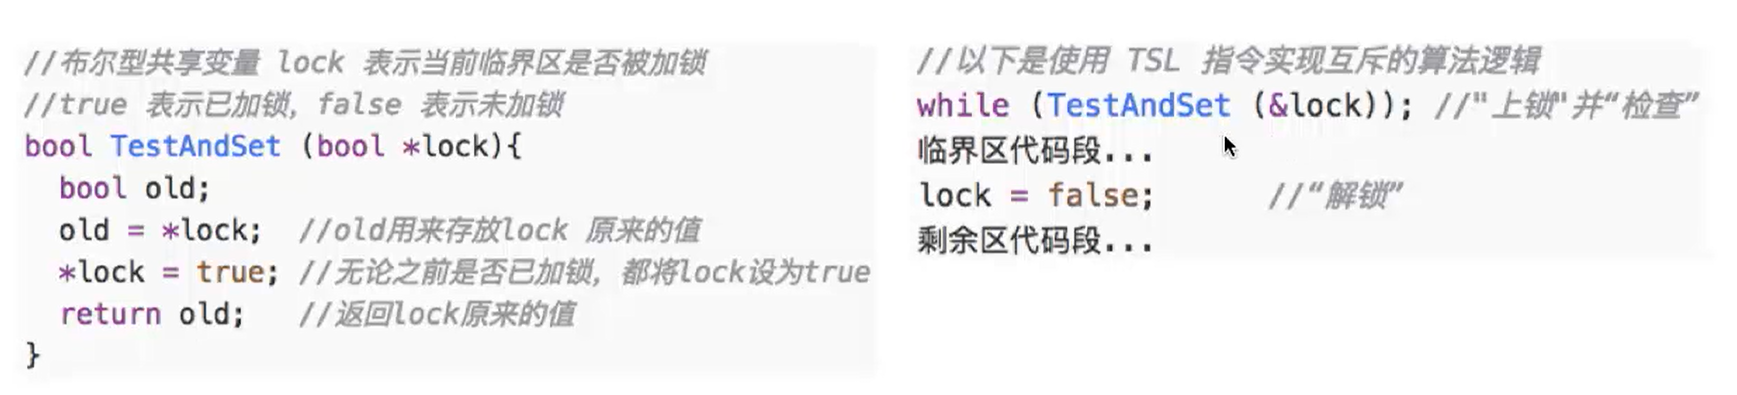 //布尔型共享变量 lock 表示当前临界区是否被加锁
//true 表示已加锁，false 表示未加锁
bool TestAndSet (bool *lock){
  bool old;
  old = *lock;  //old用来存放lock 原来的值
  *lock = true; //无论之前是否已加锁，都将lock设为true
  return old;   //返回lock原来的值
}
//以下是使用 TSL 指令实现互斥的算法逻辑
while (TestAndSet (&lock)); //"上锁"并“检查”
临界区代码段...
lock = false;       //“解锁”
剩余区代码段...